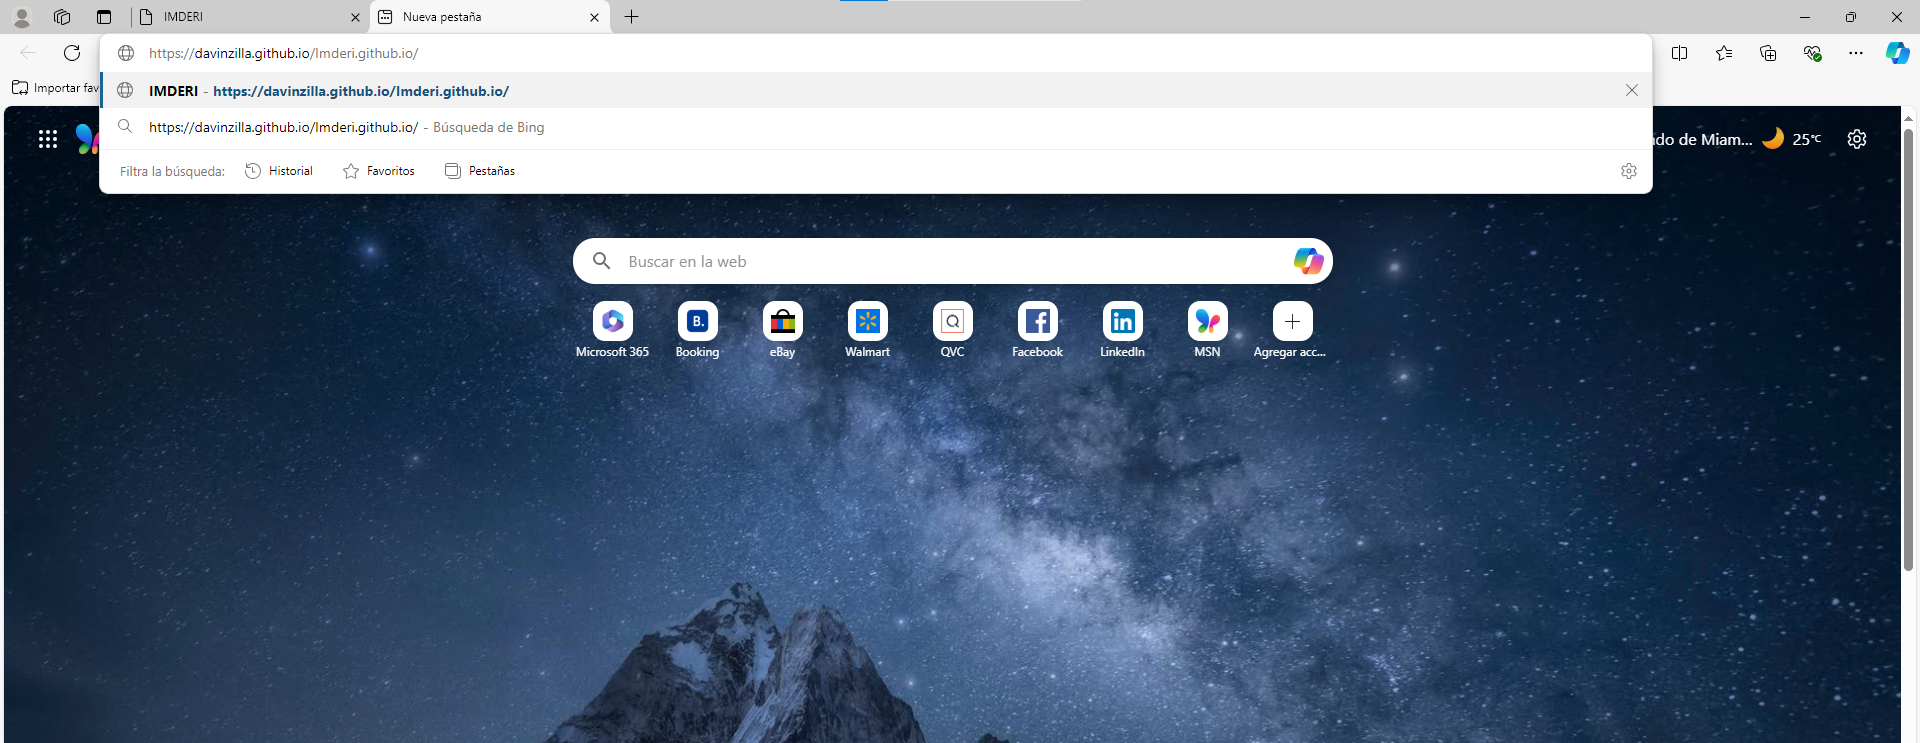 IMDERI
Nueva pestaña
https://davinzilla.github.io/Imderi.github.io/
Importar fav
IMDERI - https://davinzilla.github.io/Imderi.github.io/
https://davinzilla.github.io/Imderi.github.io/ - Búsqueda de Bing
Filtra la búsqueda: Historial Favoritos Pestañas
do de Miam... 25°C
Buscar en la web
Microsoft 365 Booking eBay Walmart QVC Facebook LinkedIn MSN Agregar acc...